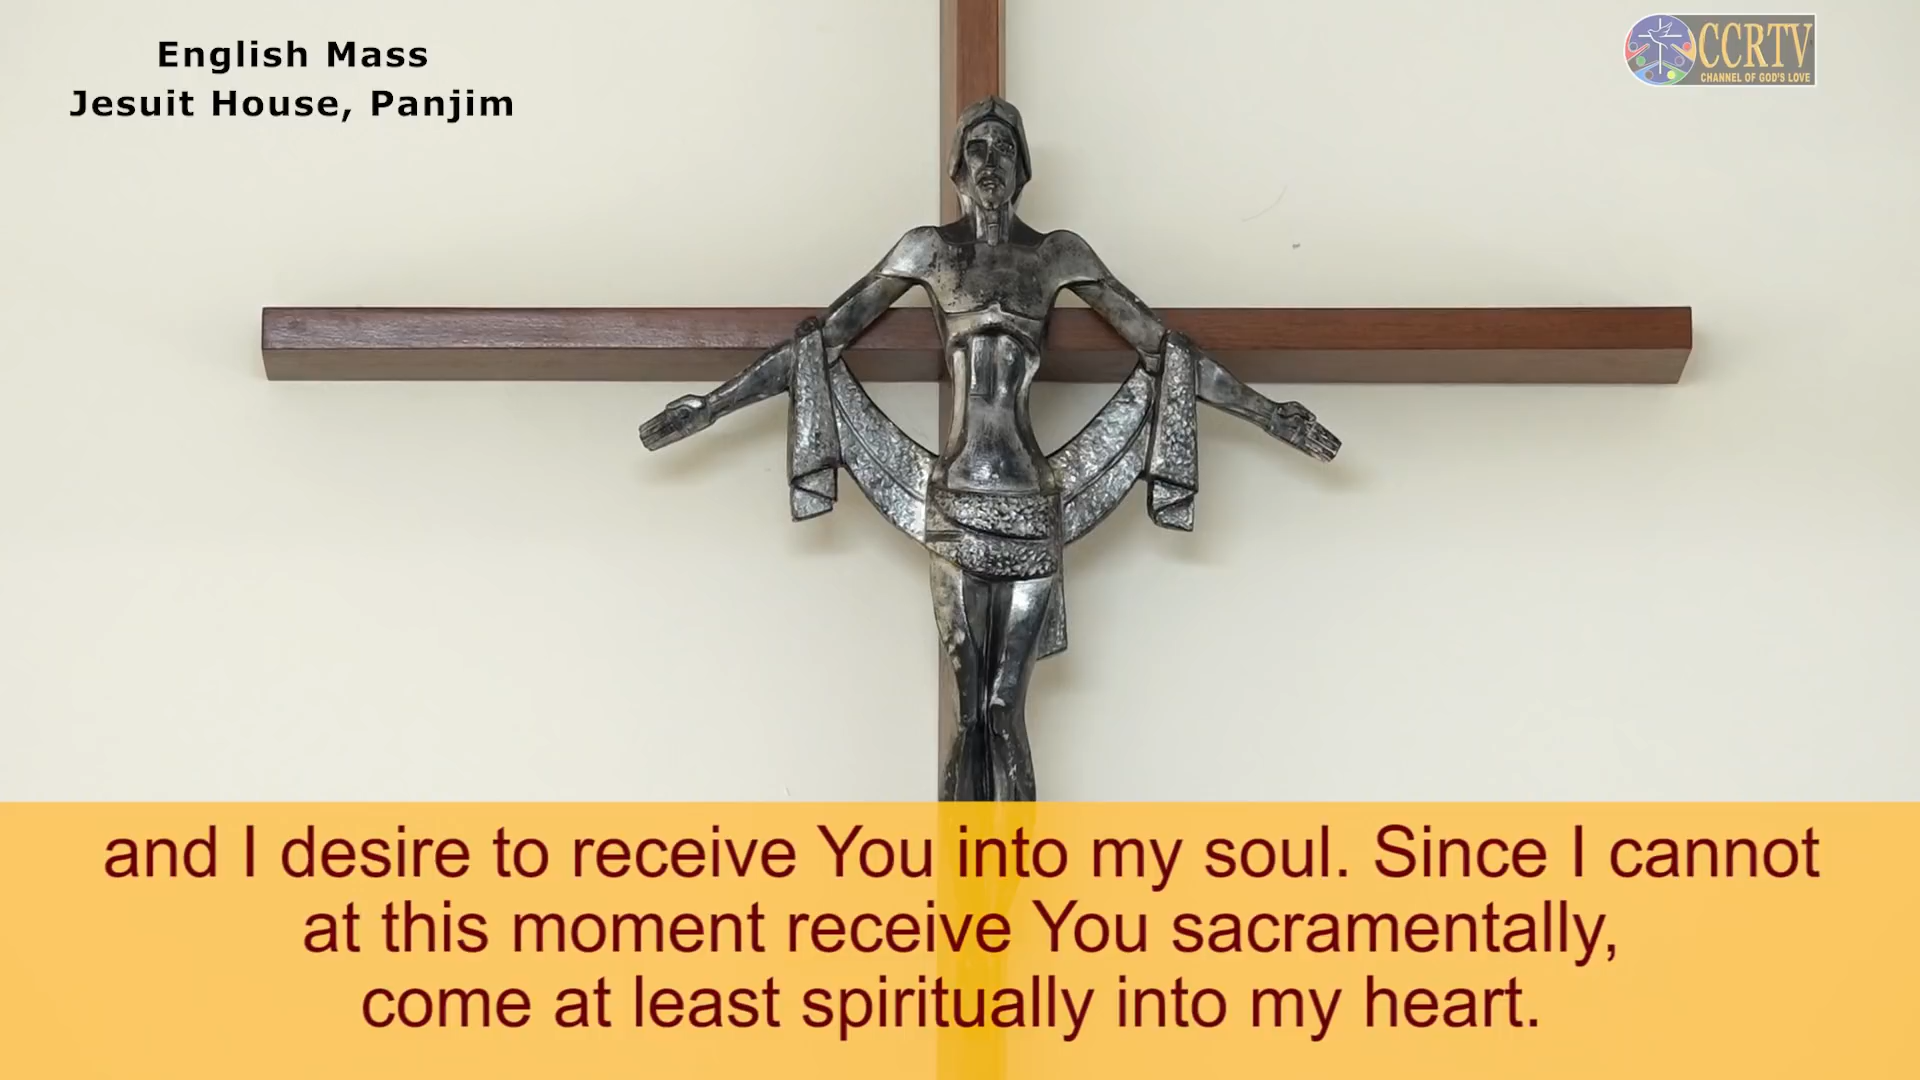 English Mass
Jesuit House, Panjim
CCRTV
CHANNEL OF GOD'S LOVE
and I desire to receive You into my soul. Since I cannot
at this moment receive You sacramentally,
come at least spiritually into my heart.